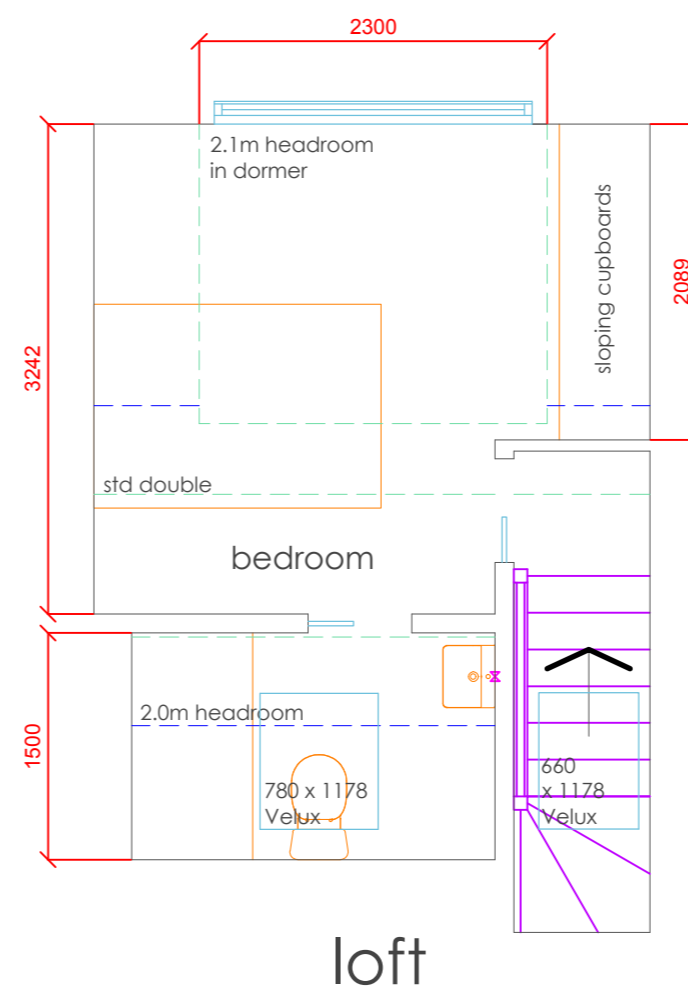 2300
2.1m headroom
in dormer
sloping cupboards
2089
3242
std double
bedroom
2.0m headroom
1500
780 x 1178
Velux
660
x 1178
Velux
loft